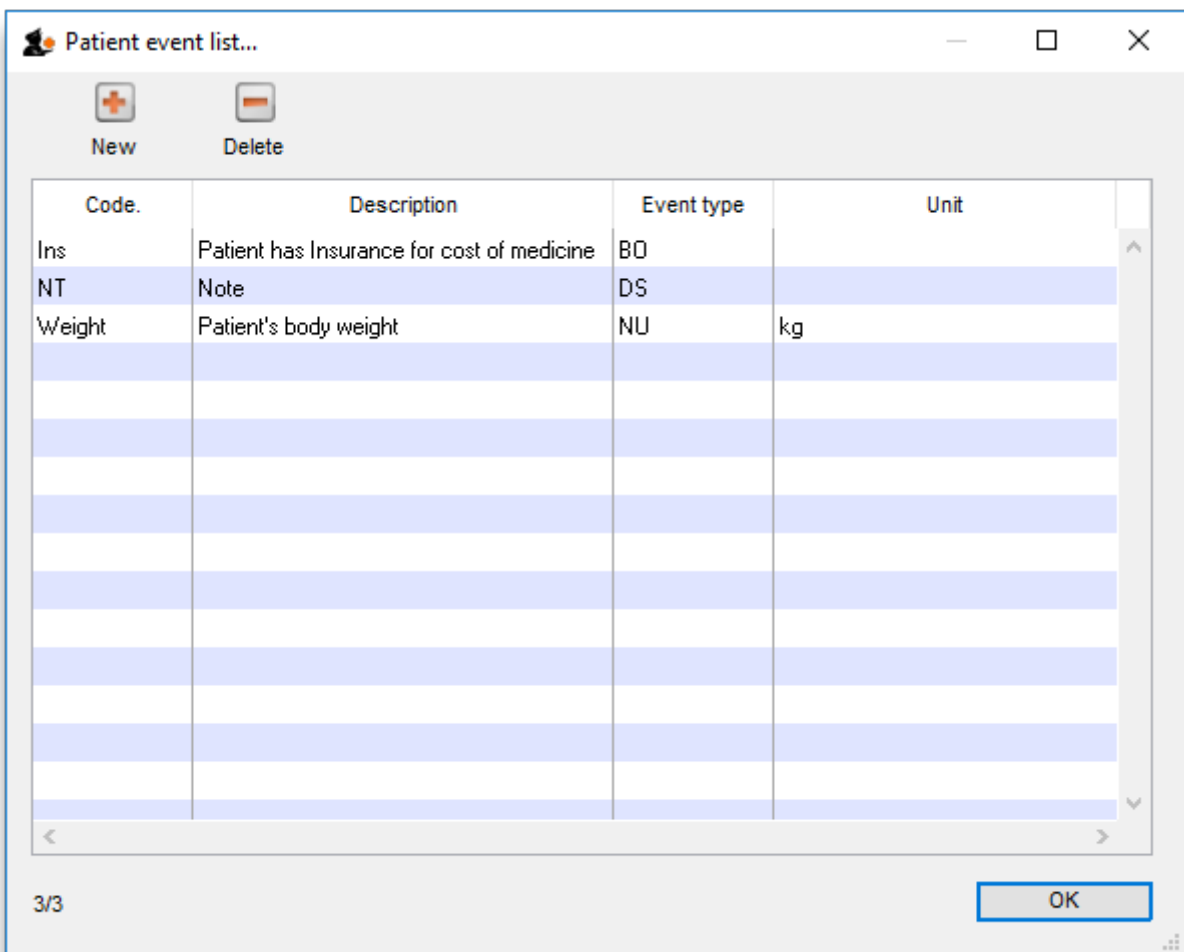 Patient event list...
New Delete
Code. Description Event type Unit
Ins Patient has Insurance for cost of medicine BO
NT Note DS
Weight Patient's body weight NU kg
3/3 OK